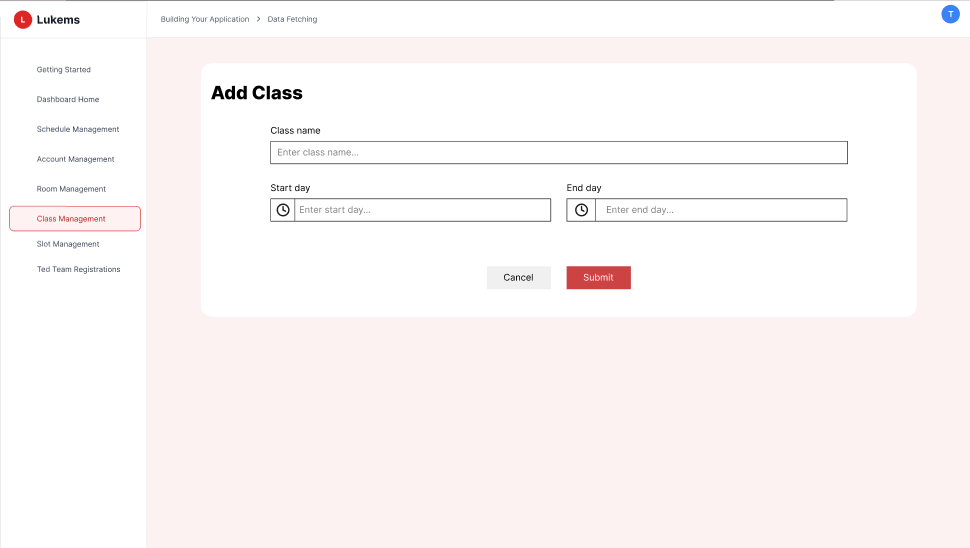 L Lukems
Building Your Application > Data Fetching
T
Getting Started
Dashboard Home
Schedule Management
Account Management
Room Management
Class Management
Slot Management
Ted Team Registrations
Add Class
Class name
Enter class name...
Start day
End day
Enter start day...
Enter end day...
Cancel
Submit